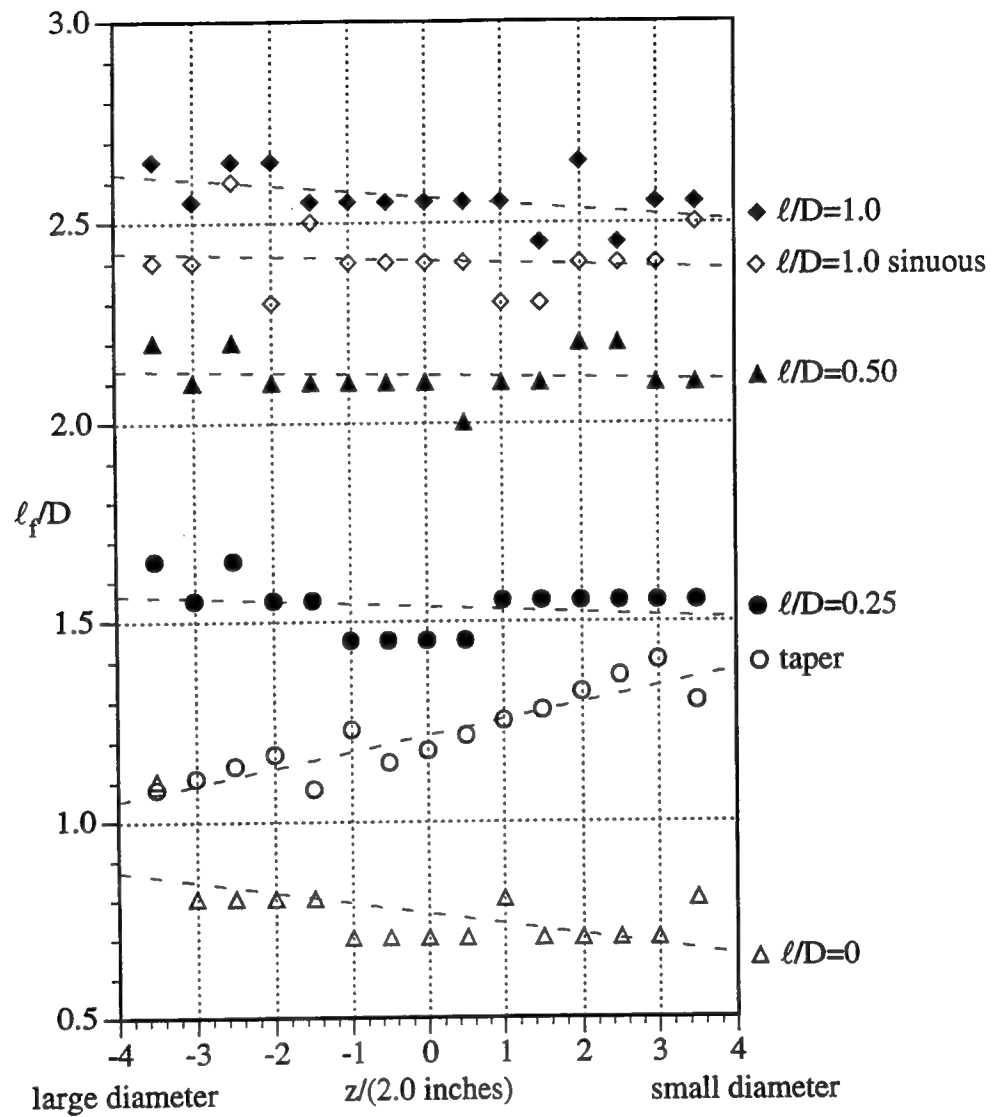 3.0
2.5
2.0
1.5
1.0
0.5
ℓf/D
◆ ℓ/D=1.0
◇ ℓ/D=1.0 sinuous
▲ ℓ/D=0.50
● ℓ/D=0.25
○ taper
△ ℓ/D=0
-4 -3 -2 -1 0 1 2 3 4
large diameter z/(2.0 inches) small diameter